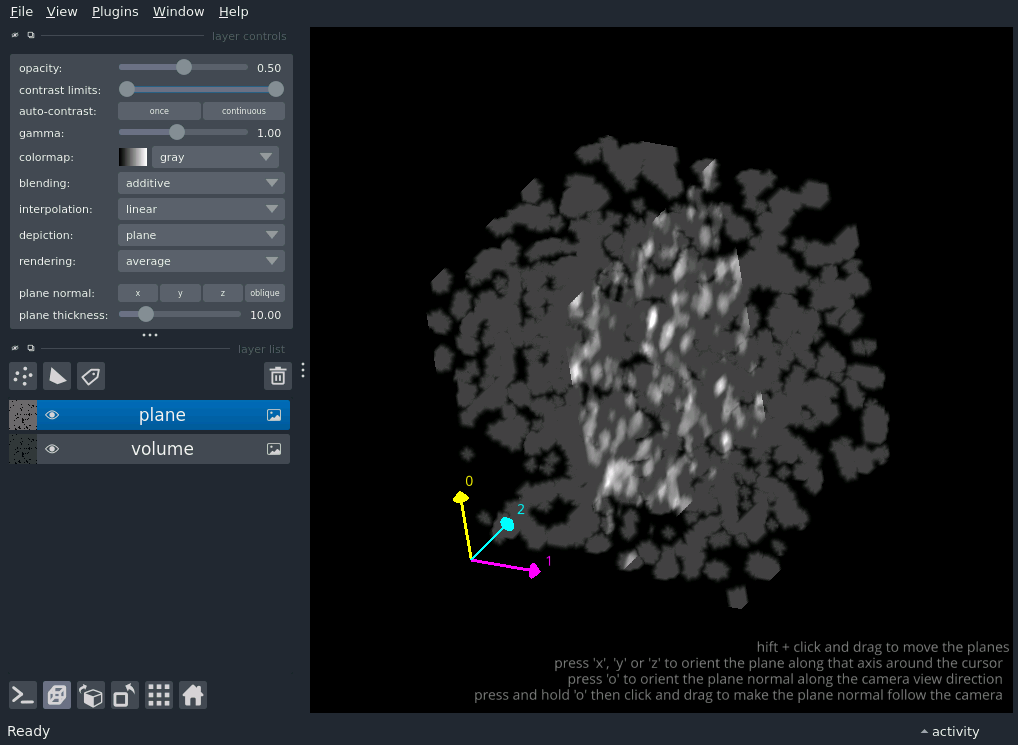 File View Plugins Window Help
layer controls
opacity: 0.50
contrast limits:
auto-contrast: once continuous
gamma: 1.00
colormap: gray
blending: additive
interpolation: linear
depiction: plane
rendering: average
plane normal: x y z oblique
plane thickness: 10.00
layer list
plane
volume
0
2
1
hift + click and drag to move the planes
press 'x', 'y' or 'z' to orient the plane along that axis around the cursor
press 'o' to orient the plane normal along the camera view direction
press and hold 'o' then click and drag to make the plane normal follow the camera
Ready activity